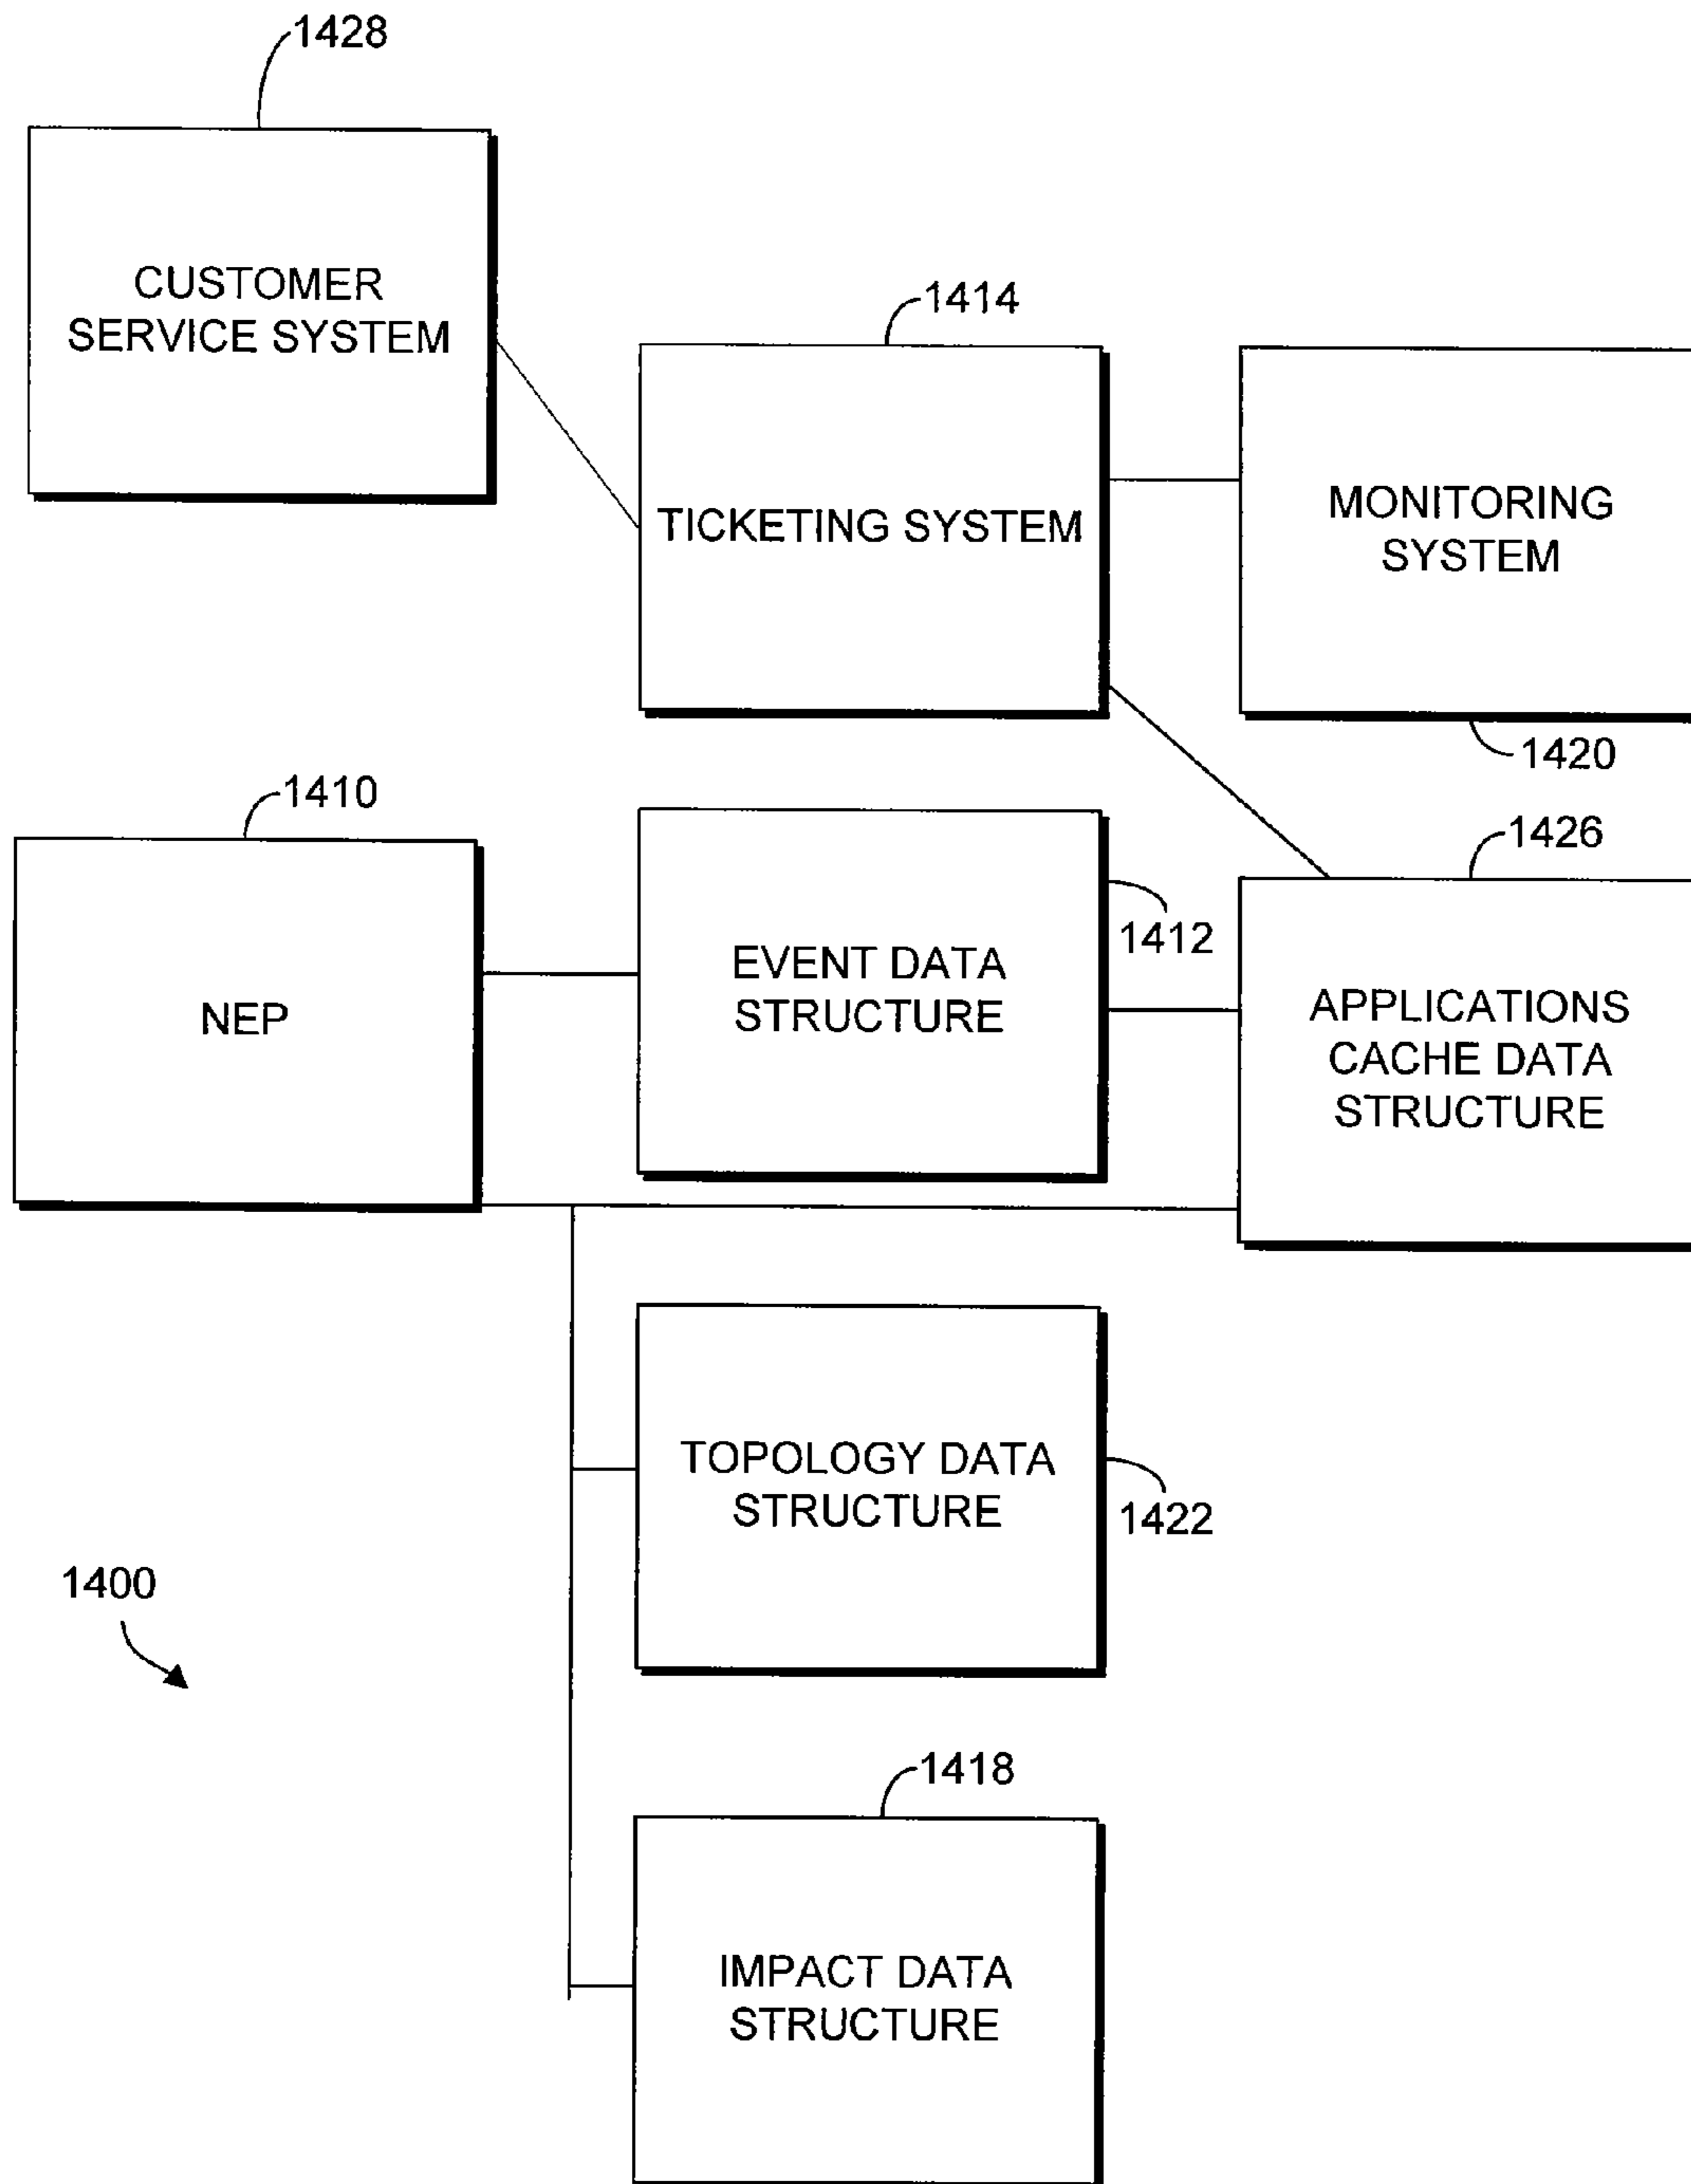 1428
CUSTOMER
SERVICE SYSTEM
1414
TICKETING SYSTEM
MONITORING
SYSTEM
1420
1410
NEP
EVENT DATA
STRUCTURE
1412
1426
APPLICATIONS
CACHE DATA
STRUCTURE
TOPOLOGY DATA
STRUCTURE
1422
1400
1418
IMPACT DATA
STRUCTURE